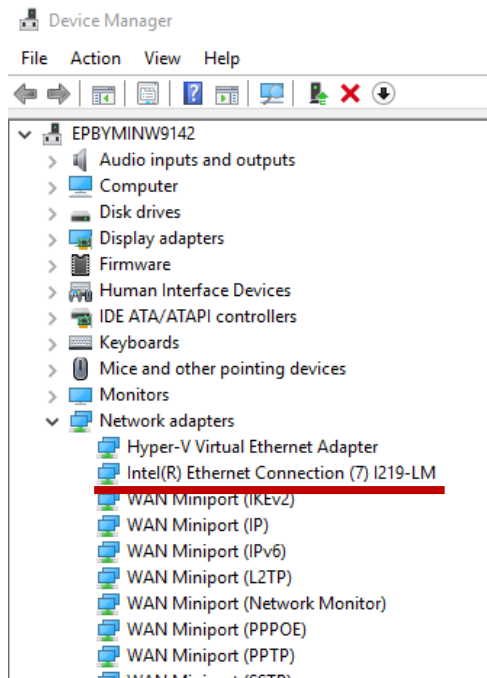 Device Manager
File Action View Help
EPBYMINW9142
Audio inputs and outputs
Computer
Disk drives
Display adapters
Firmware
Human Interface Devices
IDE ATA/ATAPI controllers
Keyboards
Mice and other pointing devices
Monitors
Network adapters
Hyper-V Virtual Ethernet Adapter
Intel(R) Ethernet Connection (7) I219-LM
WAN Miniport (IKEv2)
WAN Miniport (IP)
WAN Miniport (IPv6)
WAN Miniport (L2TP)
WAN Miniport (Network Monitor)
WAN Miniport (PPPOE)
WAN Miniport (PPTP)
WAN Miniport (SSTP)